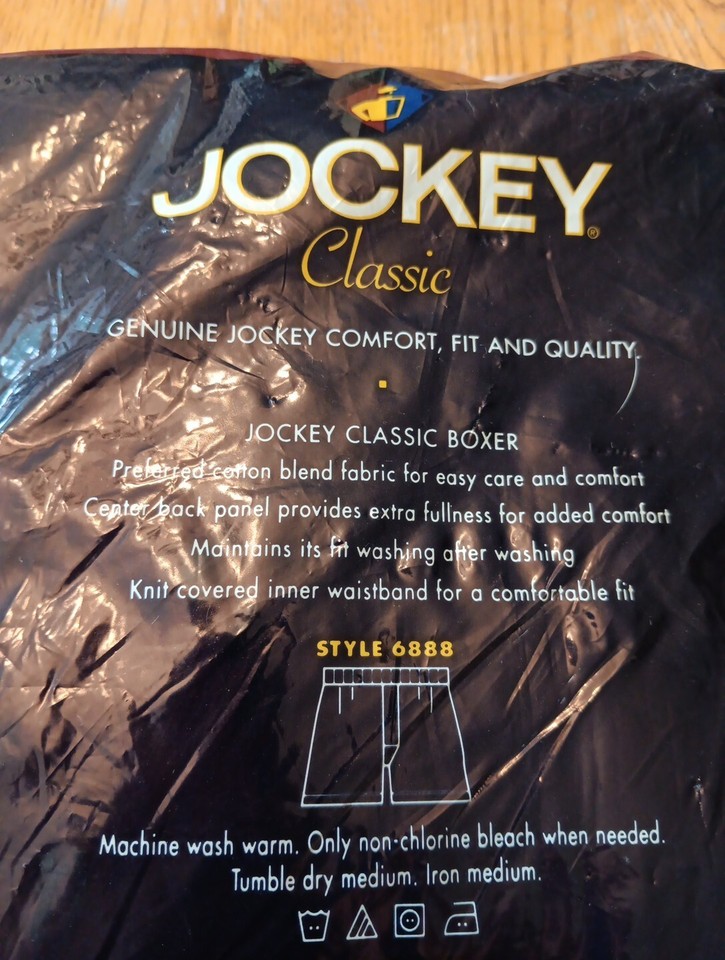 JOCKEY®
Classic
GENUINE JOCKEY COMFORT, FIT AND QUALITY.
JOCKEY CLASSIC BOXER
Preferred cotton blend fabric for easy care and comfort
Center back panel provides extra fullness for added comfort
Maintains its fit washing after washing
Knit covered inner waistband for a comfortable fit
STYLE 6888
Machine wash warm. Only non-chlorine bleach when needed.
Tumble dry medium. Iron medium.